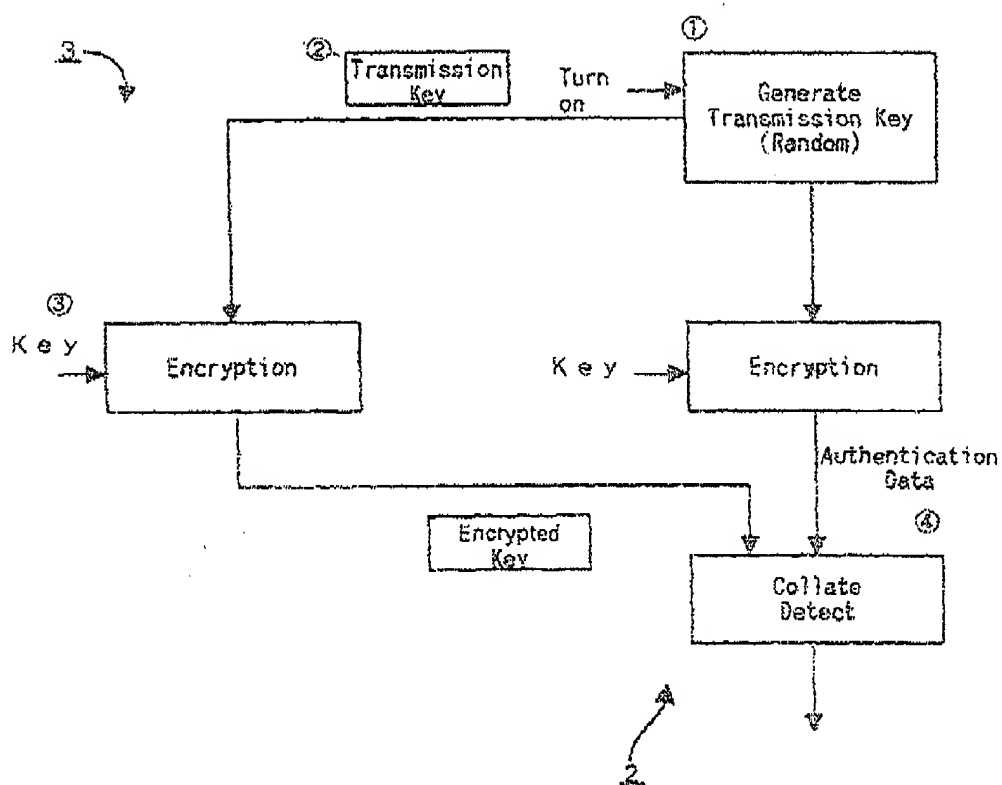 ①
3
②
Transmission
Key
Turn
on
Generate
Transmission Key
(Random)
③
Key
Encryption
Key
Encryption
Authentication
Data
④
Encrypted
Key
Collate
Detect
2